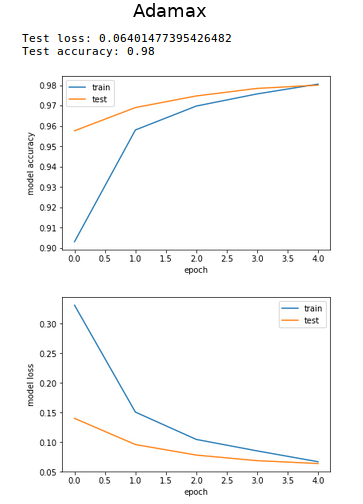 Adamax
Test loss: 0.06401477395426482
Test accuracy: 0.98
train
test
0.98
0.97
0.96
0.95
0.94
0.93
0.92
0.91
0.90
model accuracy
0.0 0.5 1.0 1.5 2.0 2.5 3.0 3.5 4.0
epoch
train
test
0.30
0.25
0.20
0.15
0.10
0.05
model loss
0.0 0.5 1.0 1.5 2.0 2.5 3.0 3.5 4.0
epoch